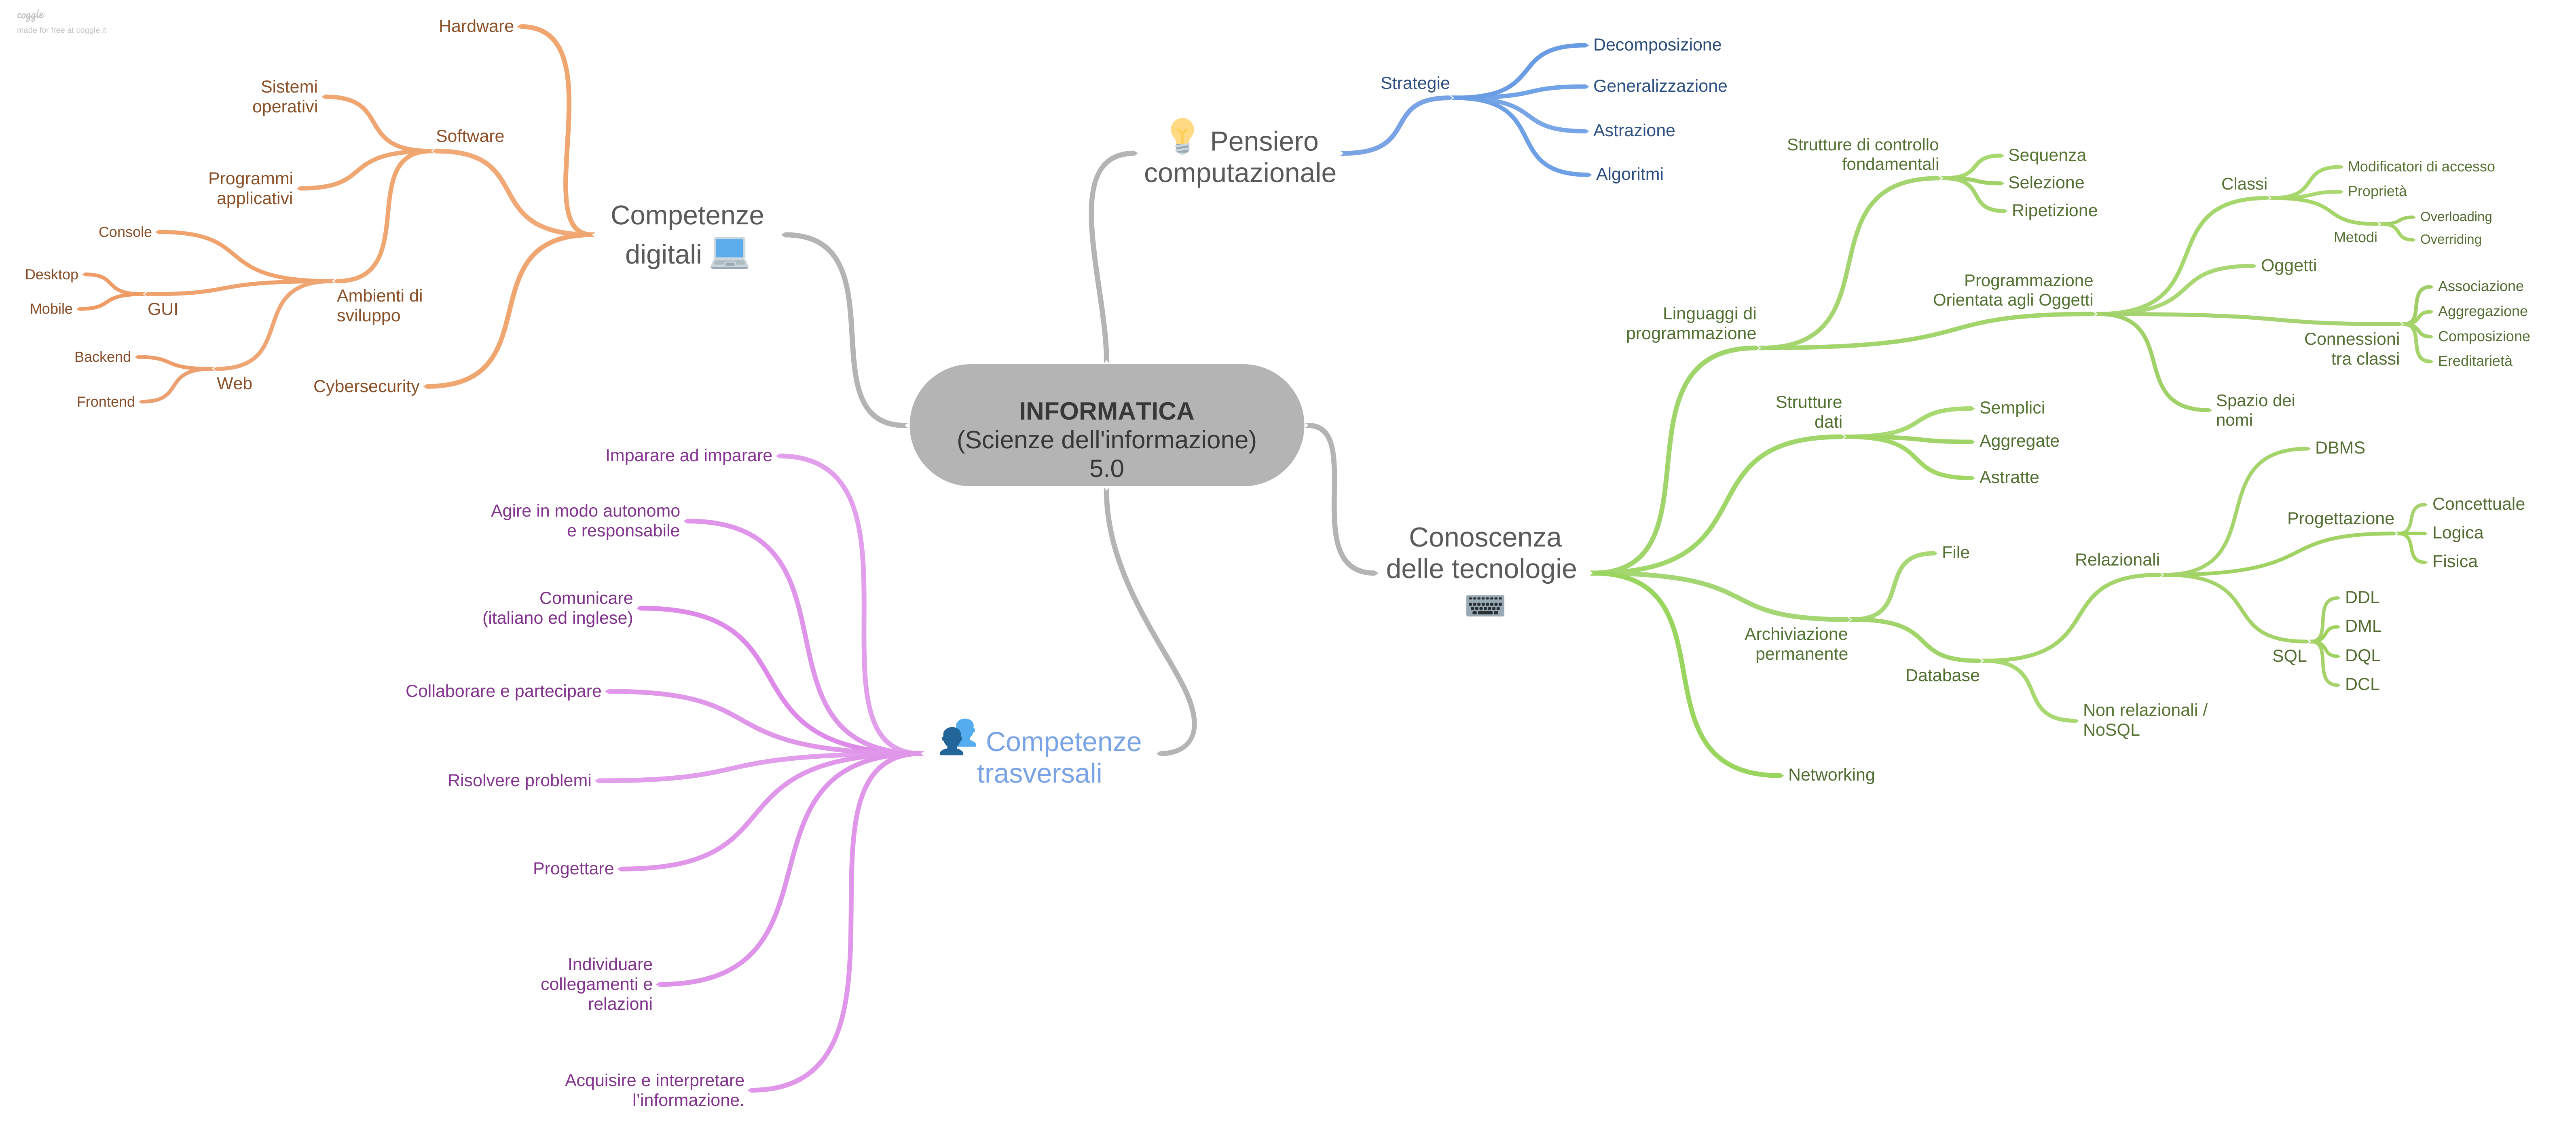 coggle
made for free at coggle.it
Hardware
Sistemi
operativi
Software
Programmi
applicativi
Console
Desktop
Mobile
GUI
Ambienti di
sviluppo
Backend
Frontend
Web
Cybersecurity
Competenze
digitali
Pensiero
computazionale
Strategie
Decomposizione
Generalizzazione
Astrazione
Algoritmi
INFORMATICA
(Scienze dell'informazione)
5.0
Conoscenza
delle tecnologie
Linguaggi di
programmazione
Strutture di controllo
fondamentali
Sequenza
Selezione
Ripetizione
Programmazione
Orientata agli Oggetti
Classi
Modificatori di accesso
Proprietà
Metodi
Overloading
Overriding
Oggetti
Connessioni
tra classi
Associazione
Aggregazione
Composizione
Ereditarietà
Spazio dei
nomi
Strutture
dati
Semplici
Aggregate
Astratte
Archiviazione
permanente
File
Database
Relazionali
DBMS
Progettazione
Concettuale
Logica
Fisica
SQL
DDL
DML
DQL
DCL
Non relazionali /
NoSQL
Networking
Competenze
trasversali
Imparare ad imparare
Agire in modo autonomo
e responsabile
Comunicare
(italiano ed inglese)
Collaborare e partecipare
Risolvere problemi
Progettare
Individuare
collegamenti e
relazioni
Acquisire e interpretare
l’informazione.